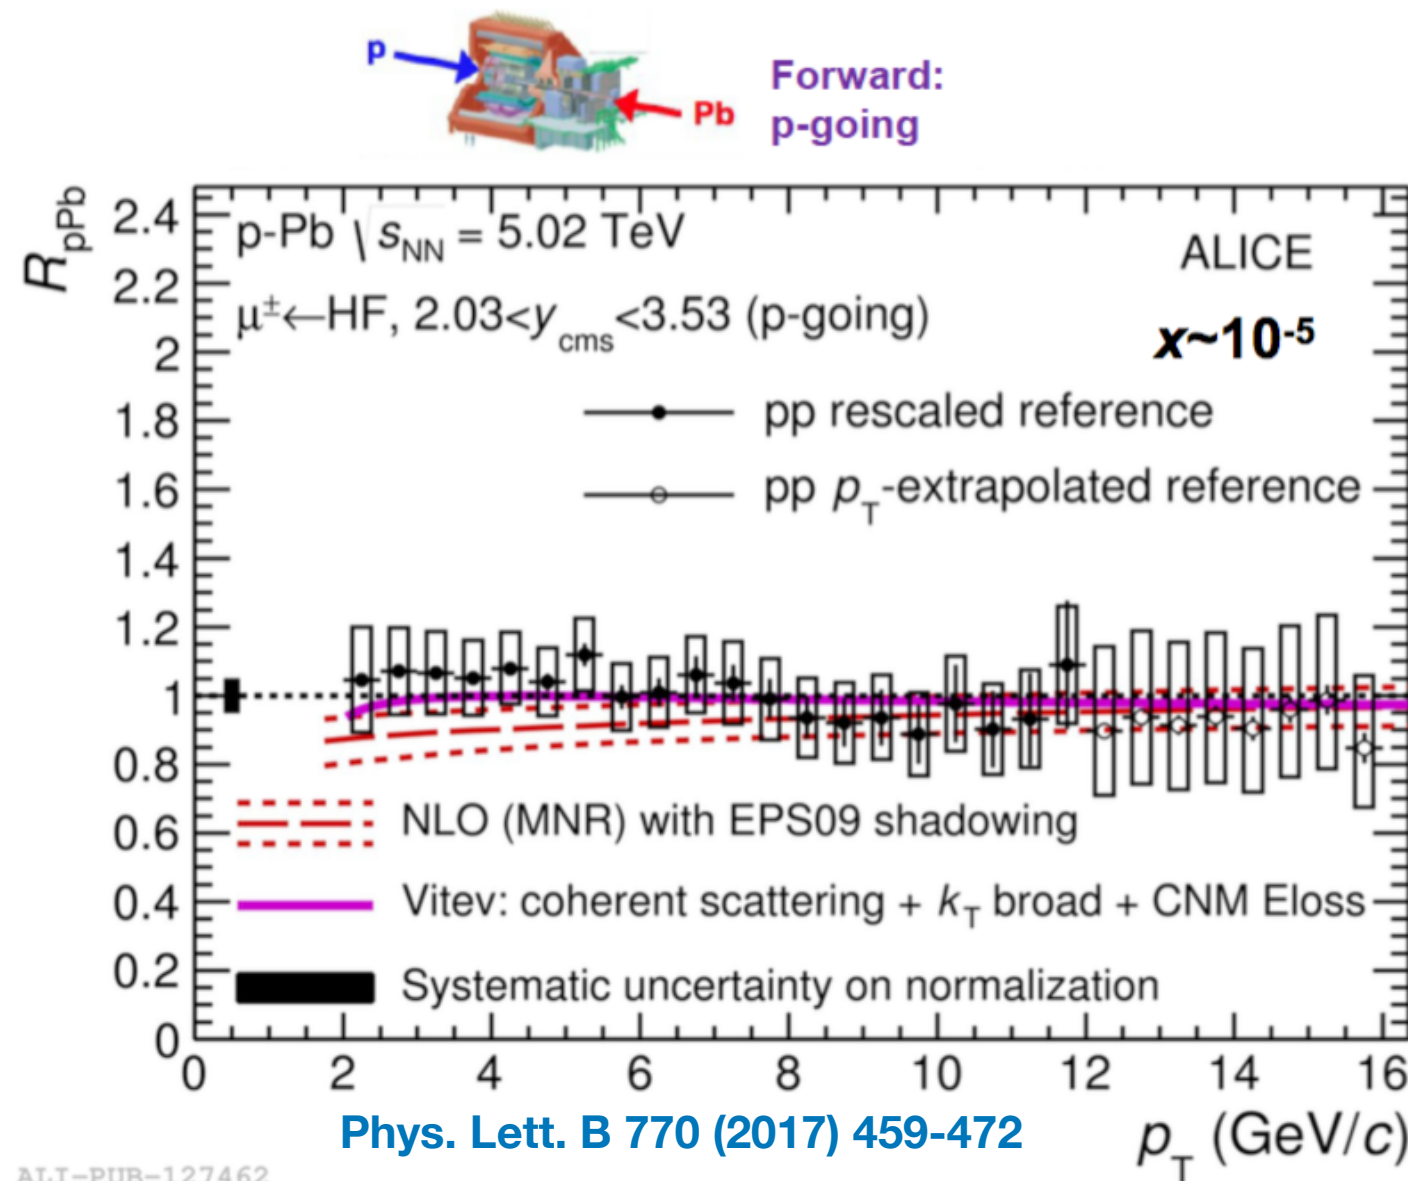 p
Pb
Forward:
p-going
R_pPb
p-Pb √s_NN = 5.02 TeV
ALICE
μ±←HF, 2.03<y_cms<3.53 (p-going)
x~10^-5
pp rescaled reference
pp p_T-extrapolated reference
2.4
2.2
2
1.8
1.6
1.4
1.2
1
0.8
0.6
0.4
0.2
0
NLO (MNR) with EPS09 shadowing
Vitev: coherent scattering + k_T broad + CNM Eloss
Systematic uncertainty on normalization
0 2 4 6 8 10 12 14 16
Phys. Lett. B 770 (2017) 459-472
p_T (GeV/c)
ALI-PUB-127462